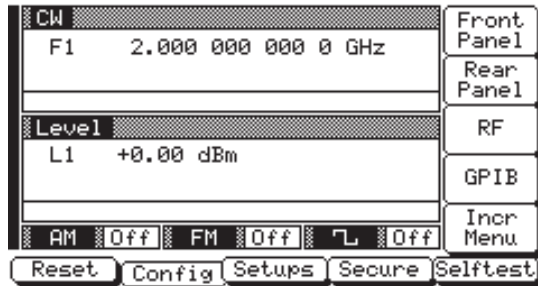 CW
F1 2.000 000 000 0 GHz
Level
L1 +0.00 dBm
AM Off FM Off Off
Front
Panel
Rear
Panel
RF
GPIB
Incr
Menu
Reset Config Setups Secure Selftest